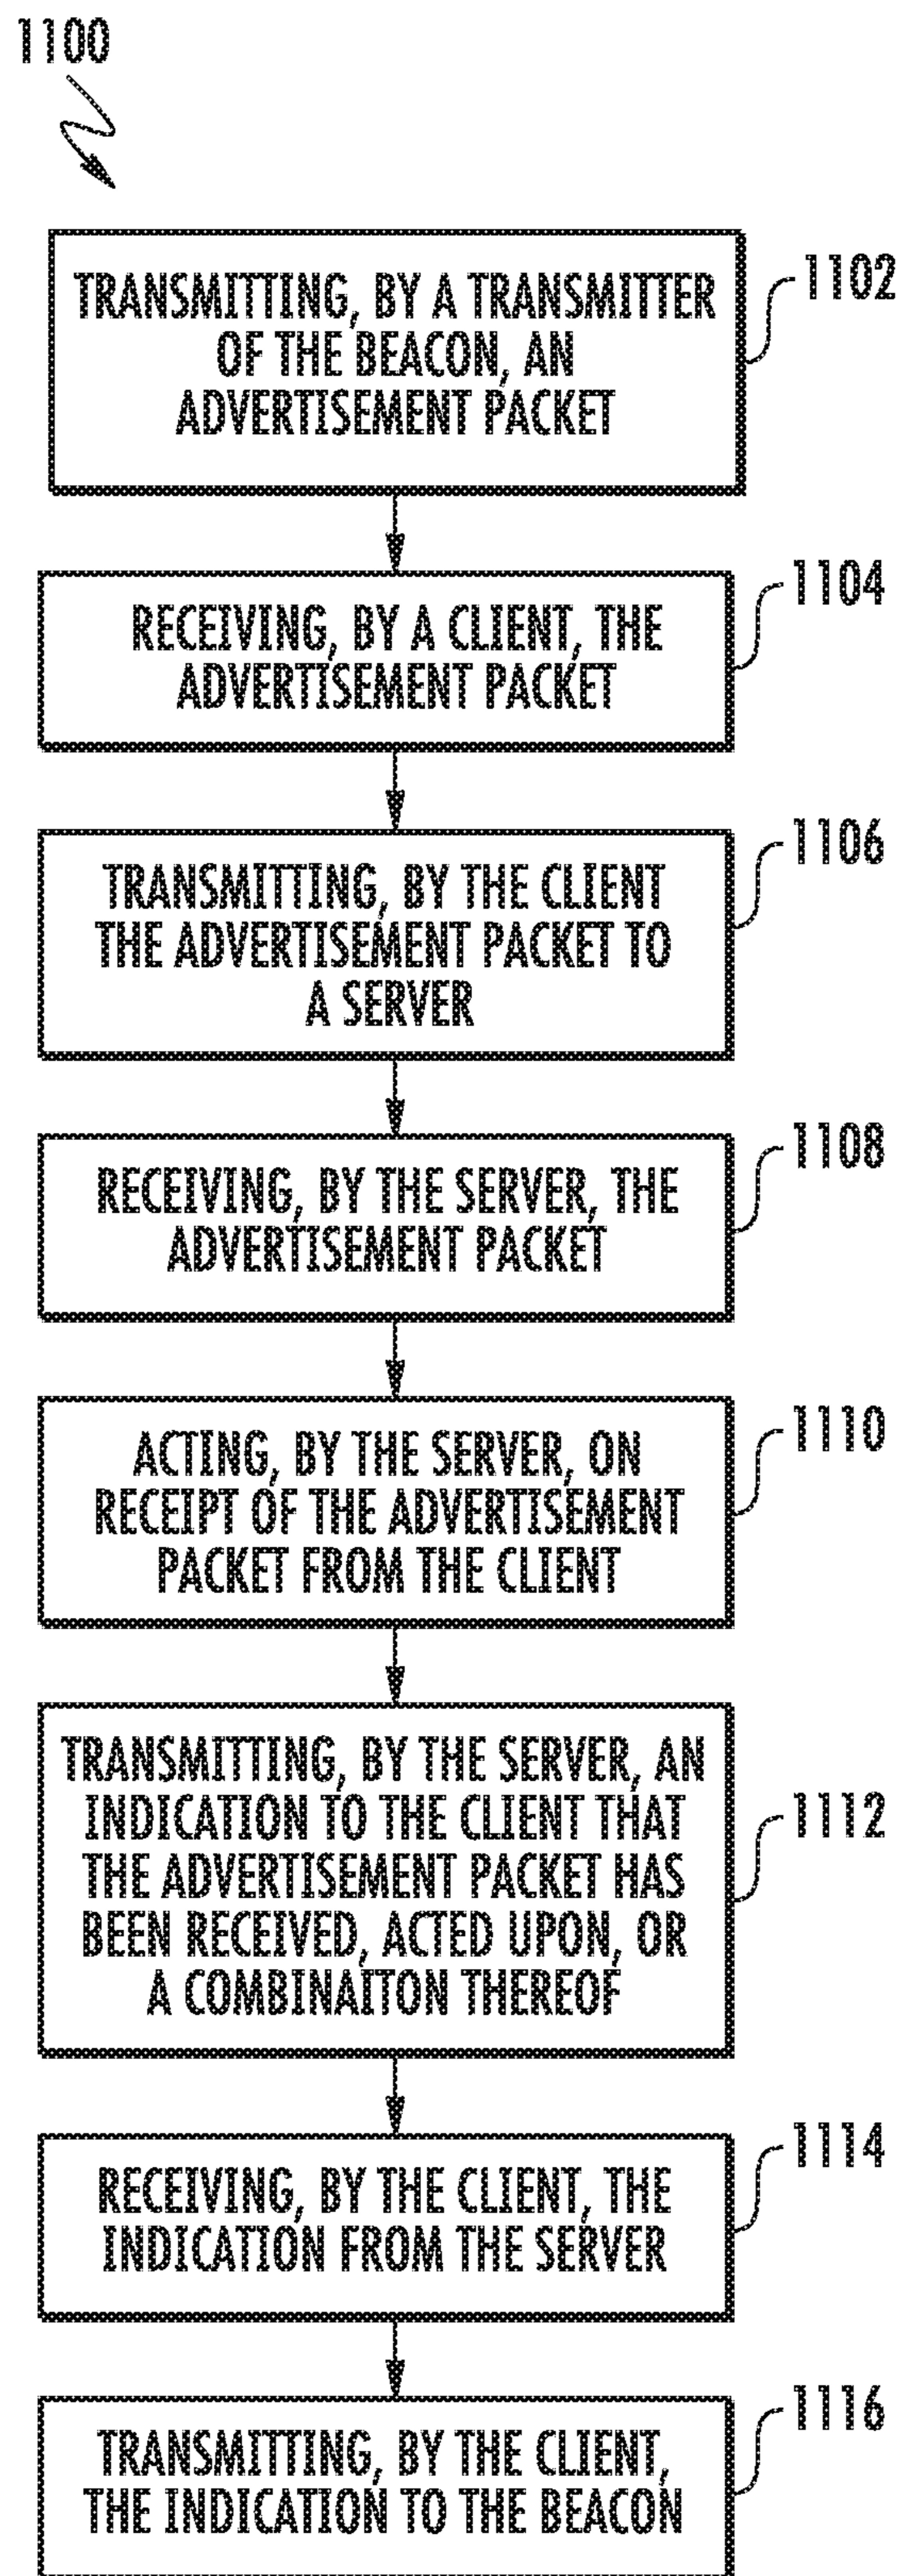 1100
TRANSMITTING, BY A TRANSMITTER
OF THE BEACON, AN
ADVERTISEMENT PACKET
1102
RECEIVING, BY A CLIENT, THE
ADVERTISEMENT PACKET
1104
TRANSMITTING, BY THE CLIENT
THE ADVERTISEMENT PACKET TO
A SERVER
1106
RECEIVING, BY THE SERVER, THE
ADVERTISEMENT PACKET
1108
ACTING, BY THE SERVER, ON
RECEIPT OF THE ADVERTISEMENT
PACKET FROM THE CLIENT
1110
TRANSMITTING, BY THE SERVER, AN
INDICATION TO THE CLIENT THAT
THE ADVERTISEMENT PACKET HAS
BEEN RECEIVED, ACTED UPON, OR
A COMBINAITON THEREOF
1112
RECEIVING, BY THE CLIENT, THE
INDICATION FROM THE SERVER
1114
TRANSMITTING, BY THE CLIENT,
THE INDICATION TO THE BEACON
1116